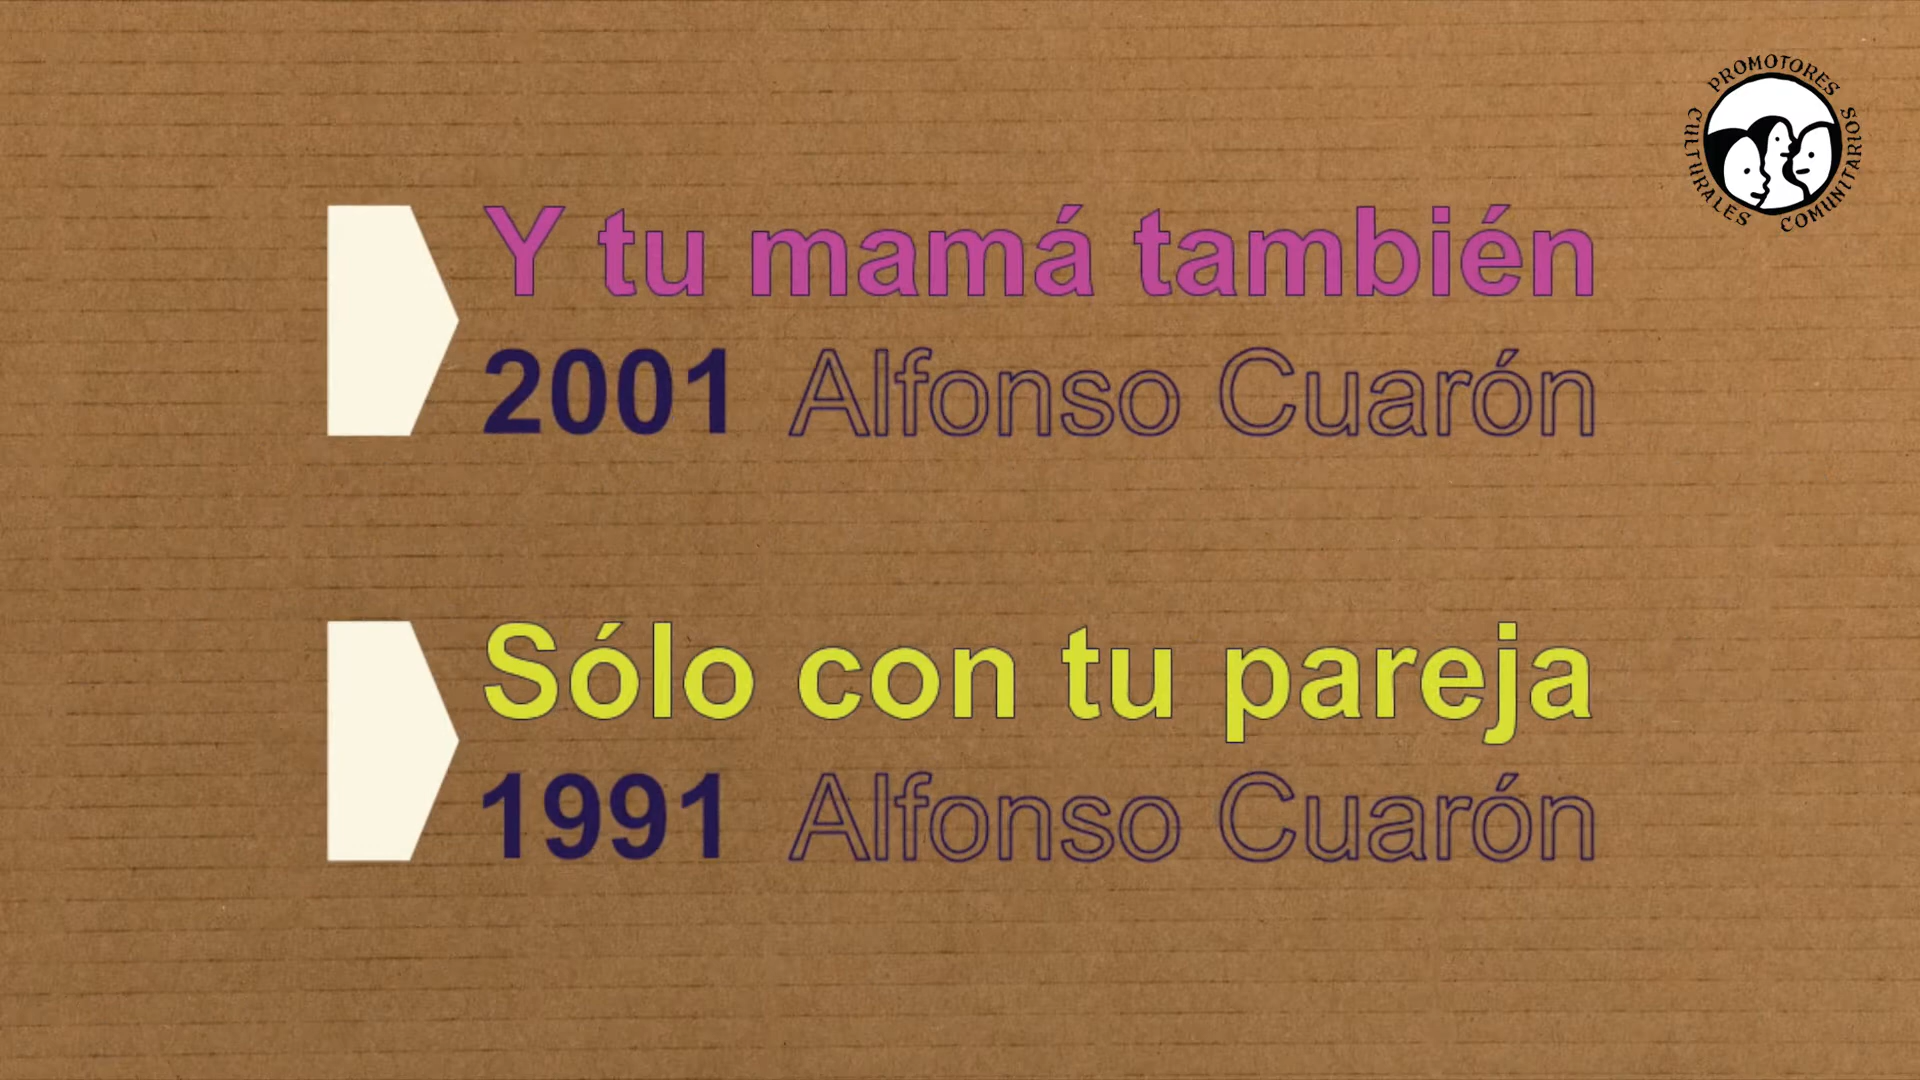 PROMOTORES
CULTURALES
COMUNITARIOS
Y tu mamá también
2001 Alfonso Cuarón
Sólo con tu pareja
1991 Alfonso Cuarón